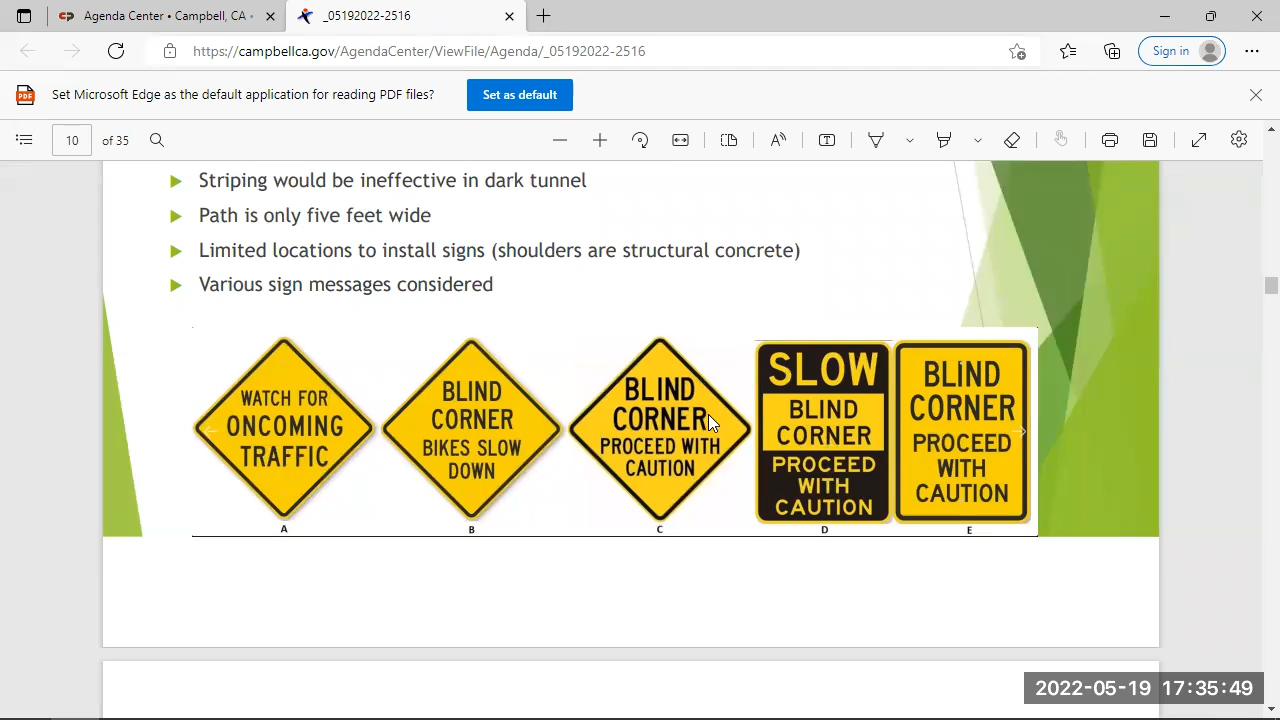 Agenda Center • Campbell, CA •
_05192022-2516
https://campbellca.gov/AgendaCenter/ViewFile/Agenda/_05192022-2516
Sign in
PDF
Set Microsoft Edge as the default application for reading PDF files?
Set as default
10 of 35
Striping would be ineffective in dark tunnel
Path is only five feet wide
Limited locations to install signs (shoulders are structural concrete)
Various sign messages considered
WATCH FOR
ONCOMING
TRAFFIC
A
BLIND
CORNER
BIKES SLOW
DOWN
B
BLIND
CORNER
PROCEED WITH
CAUTION
C
SLOW
BLIND
CORNER
PROCEED
WITH
CAUTION
D
BLIND
CORNER
PROCEED
WITH
CAUTION
E
2022-05-19 17:35:49